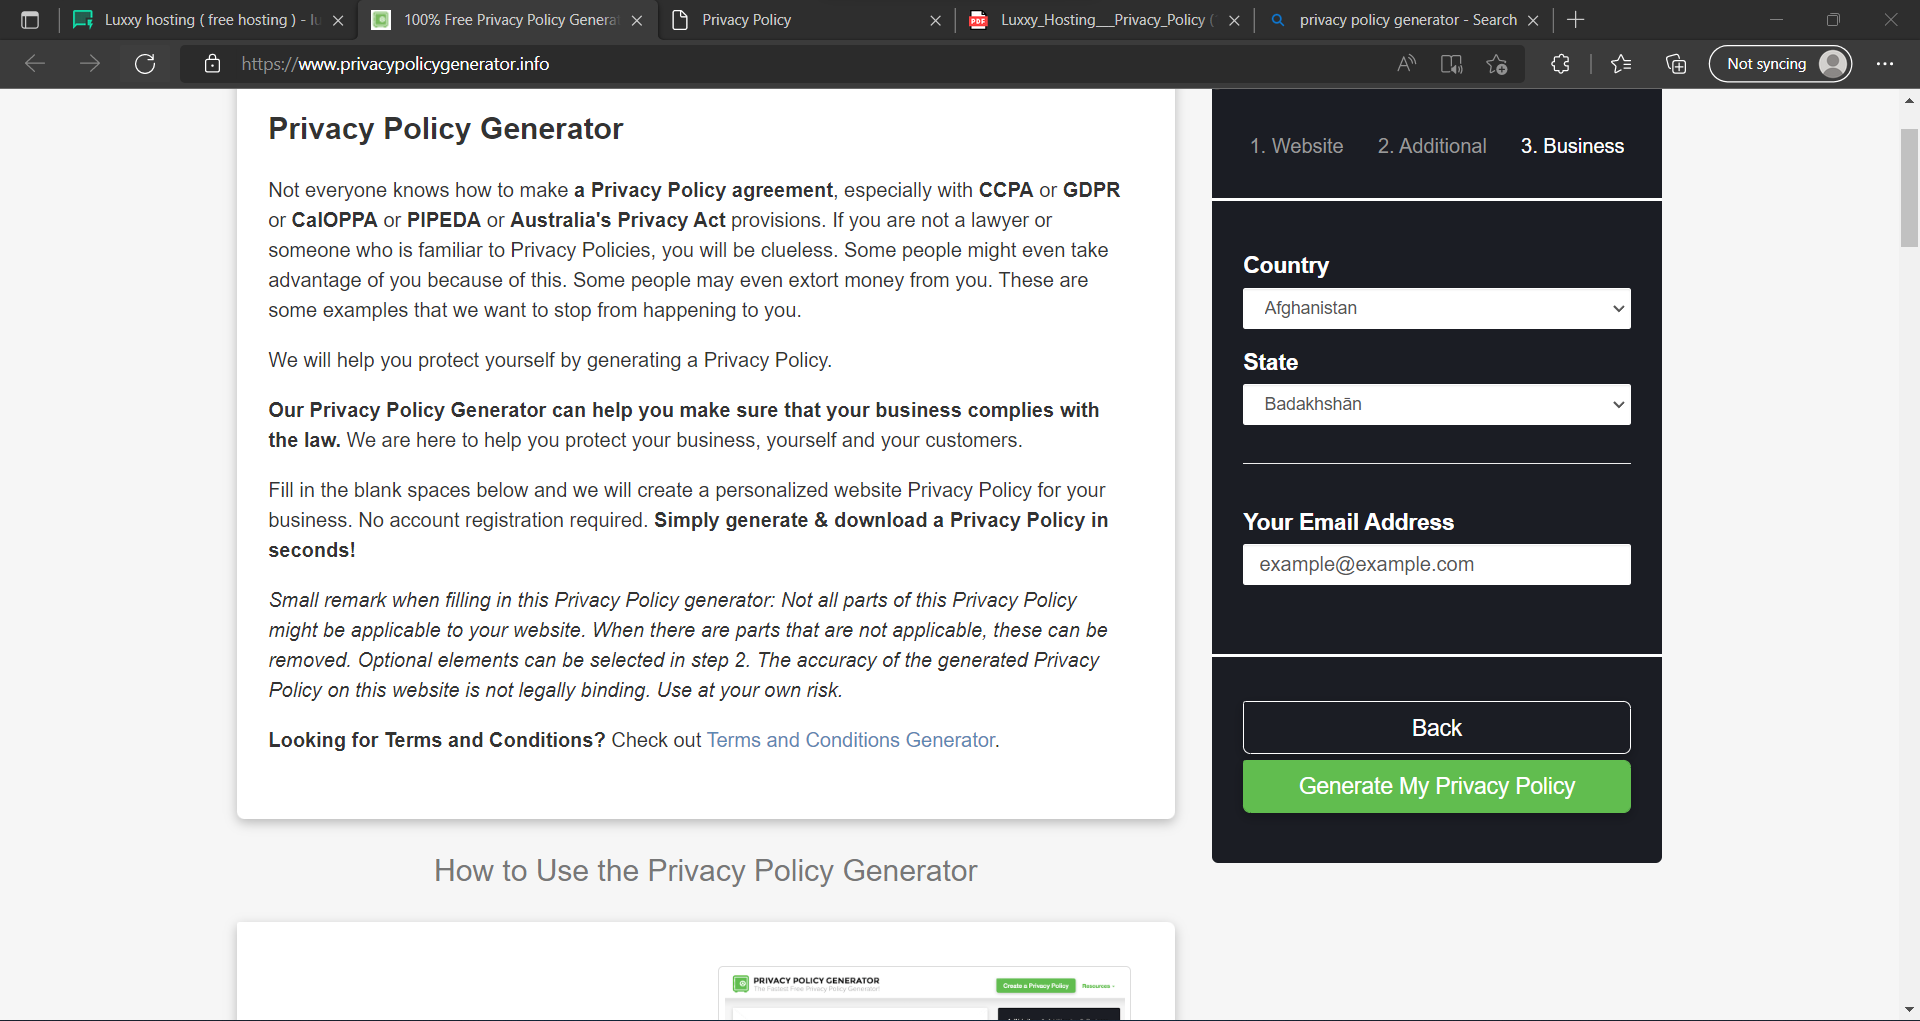 Luxxy hosting ( free hosting ) - lu
100% Free Privacy Policy Generat
Privacy Policy
Luxxy_Hosting___Privacy_Policy (
privacy policy generator - Search
https://www.privacypolicygenerator.info
Not syncing
Privacy Policy Generator
Not everyone knows how to make a Privacy Policy agreement, especially with CCPA or GDPR
or CalOPPA or PIPEDA or Australia's Privacy Act provisions. If you are not a lawyer or
someone who is familiar to Privacy Policies, you will be clueless. Some people might even take
advantage of you because of this. Some people may even extort money from you. These are
some examples that we want to stop from happening to you.
We will help you protect yourself by generating a Privacy Policy.
Our Privacy Policy Generator can help you make sure that your business complies with
the law. We are here to help you protect your business, yourself and your customers.
Fill in the blank spaces below and we will create a personalized website Privacy Policy for your
business. No account registration required. Simply generate & download a Privacy Policy in
seconds!
Small remark when filling in this Privacy Policy generator: Not all parts of this Privacy Policy
might be applicable to your website. When there are parts that are not applicable, these can be
removed. Optional elements can be selected in step 2. The accuracy of the generated Privacy
Policy on this website is not legally binding. Use at your own risk.
Looking for Terms and Conditions? Check out Terms and Conditions Generator.
1. Website 2. Additional 3. Business
Country
Afghanistan
State
Badakhshān
Your Email Address
example@example.com
Back
Generate My Privacy Policy
How to Use the Privacy Policy Generator
PRIVACY POLICY GENERATOR
The Fastest Free Privacy Policy Generator!
Create a Privacy Policy
Resources